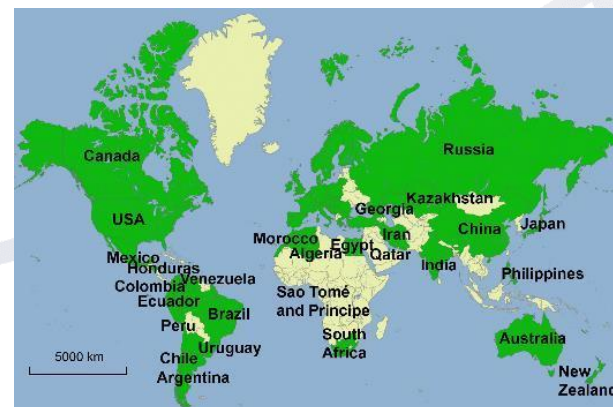 Canada
Russia
USA
Kazakhstan
Georgia
China
Japan
Iran
Morocco
Algeria
Egypt
Qatar
India
Mexico
Honduras
Venezuela
Colombia
Ecuador
Philippines
Sao Tomé
and Principe
Brazil
Peru
South
Africa
Uruguay
Australia
Chile
Argentina
New
Zealand
5000 km